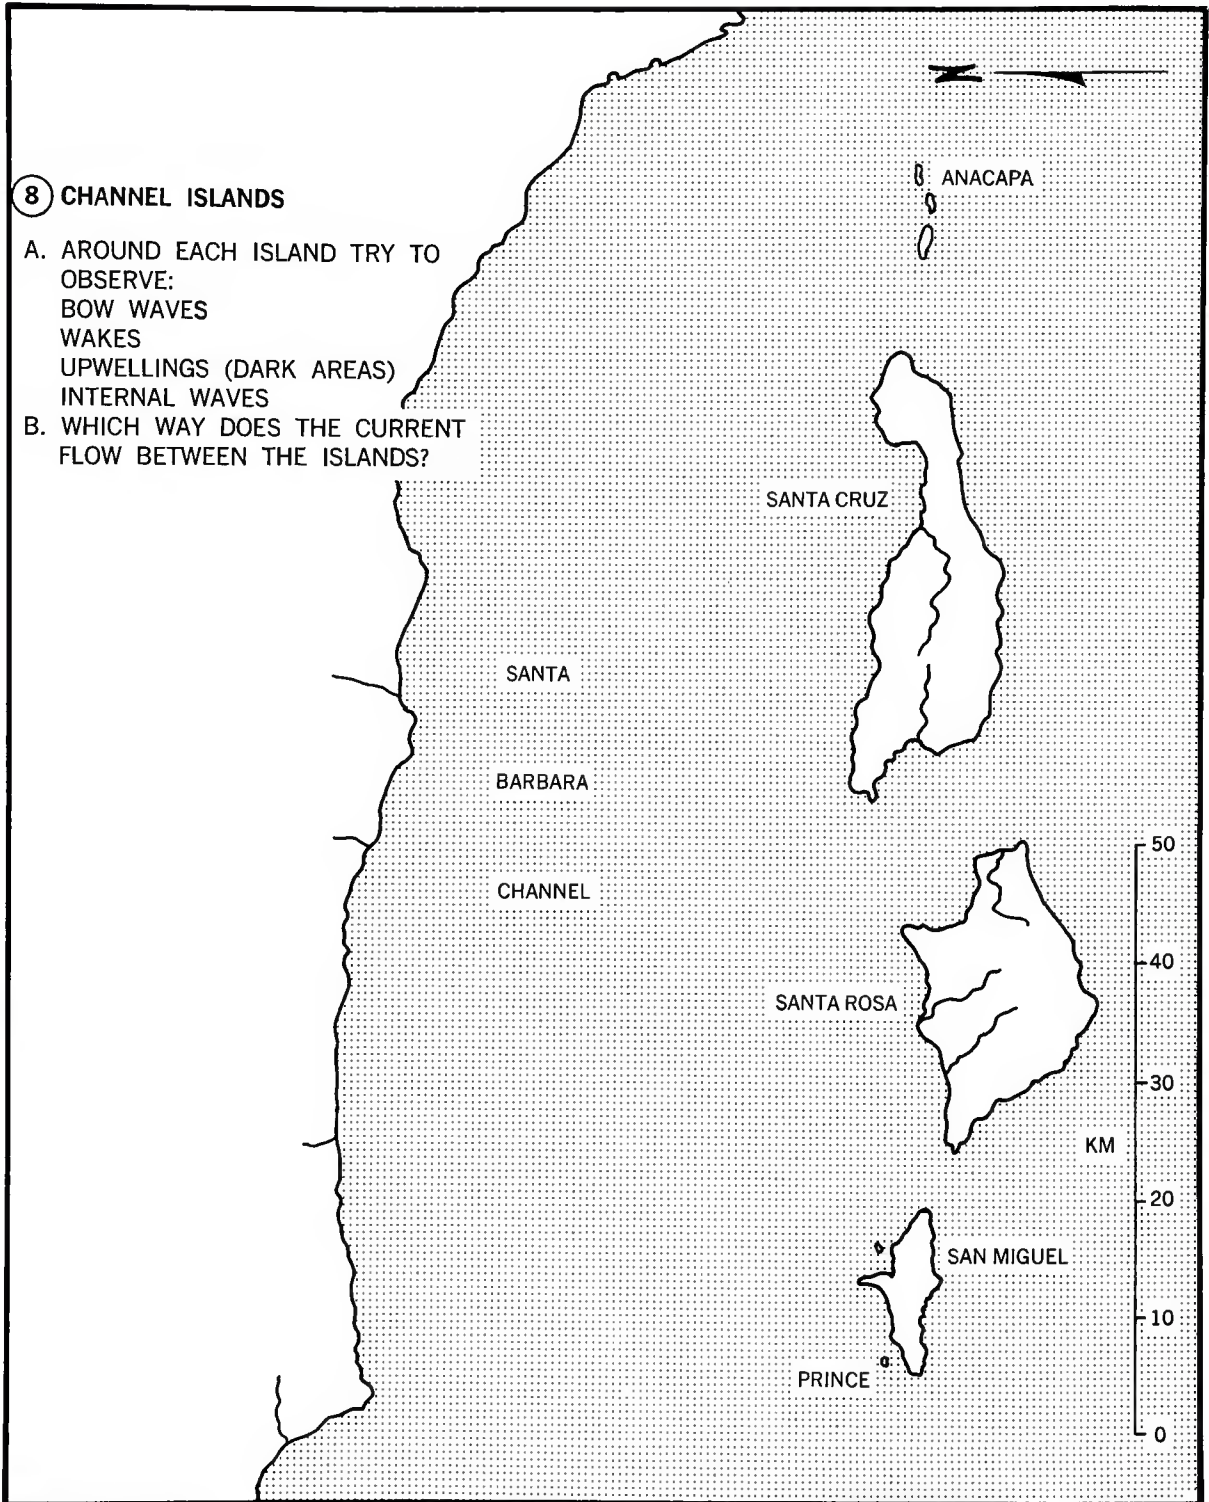 N
8 CHANNEL ISLANDS
A. AROUND EACH ISLAND TRY TO
OBSERVE:
BOW WAVES
WAKES
UPWELLINGS (DARK AREAS)
INTERNAL WAVES
B. WHICH WAY DOES THE CURRENT
FLOW BETWEEN THE ISLANDS?
ANACAPA
SANTA CRUZ
SANTA
BARBARA
CHANNEL
SANTA ROSA
SAN MIGUEL
PRINCE
50
40
30
KM
20
10
0